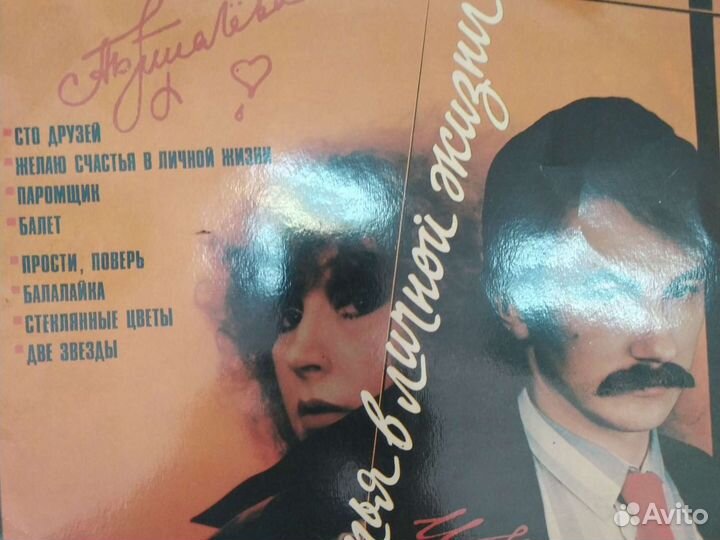 СТО ДРУЗЕЙ
ЖЕЛАЮ СЧАСТЬЯ В ЛИЧНОЙ ЖИЗНИ
ПАРОМЩИК
БАЛЕТ
ПРОСТИ, ПОВЕРЬ
БАЛАЛАЙКА
СТЕКЛЯННЫЕ ЦВЕТЫ
ДВЕ ЗВЕЗДЫ
в личной жизни
Avito